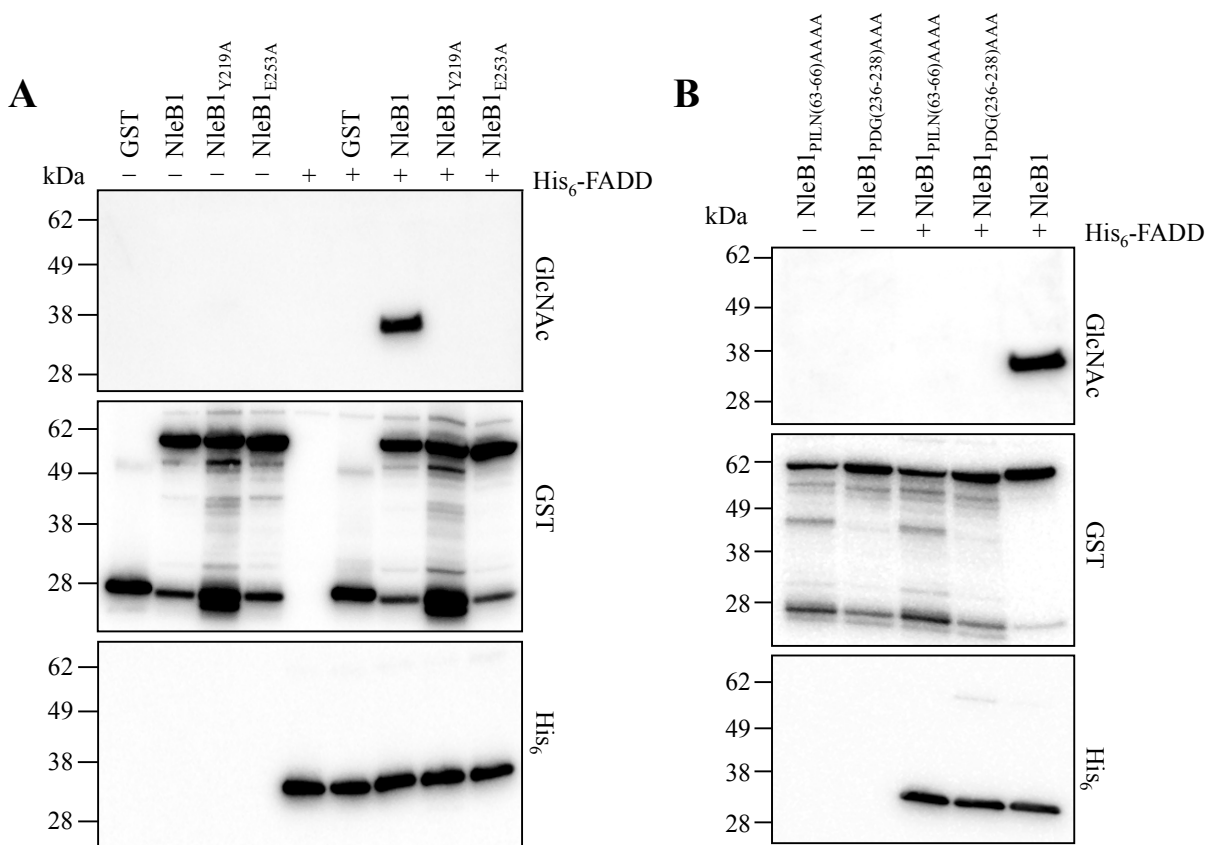 A
GST
NleB1
NleB1Y219A
NleB1E253A
GST
NleB1
NleB1Y219A
NleB1E253A
kDa
– – – – + + + + + His6-FADD
62
49
38
28
GlcNAc
62
49
38
28
GST
62
49
38
28
His6
B
NleB1PILN(63-66)AAAA
NleB1PDG(236-238)AAA
NleB1PILN(63-66)AAAA
NleB1PDG(236-238)AAA
NleB1
kDa
– – + + + His6-FADD
62
49
38
28
GlcNAc
62
49
38
28
GST
62
49
38
28
His6